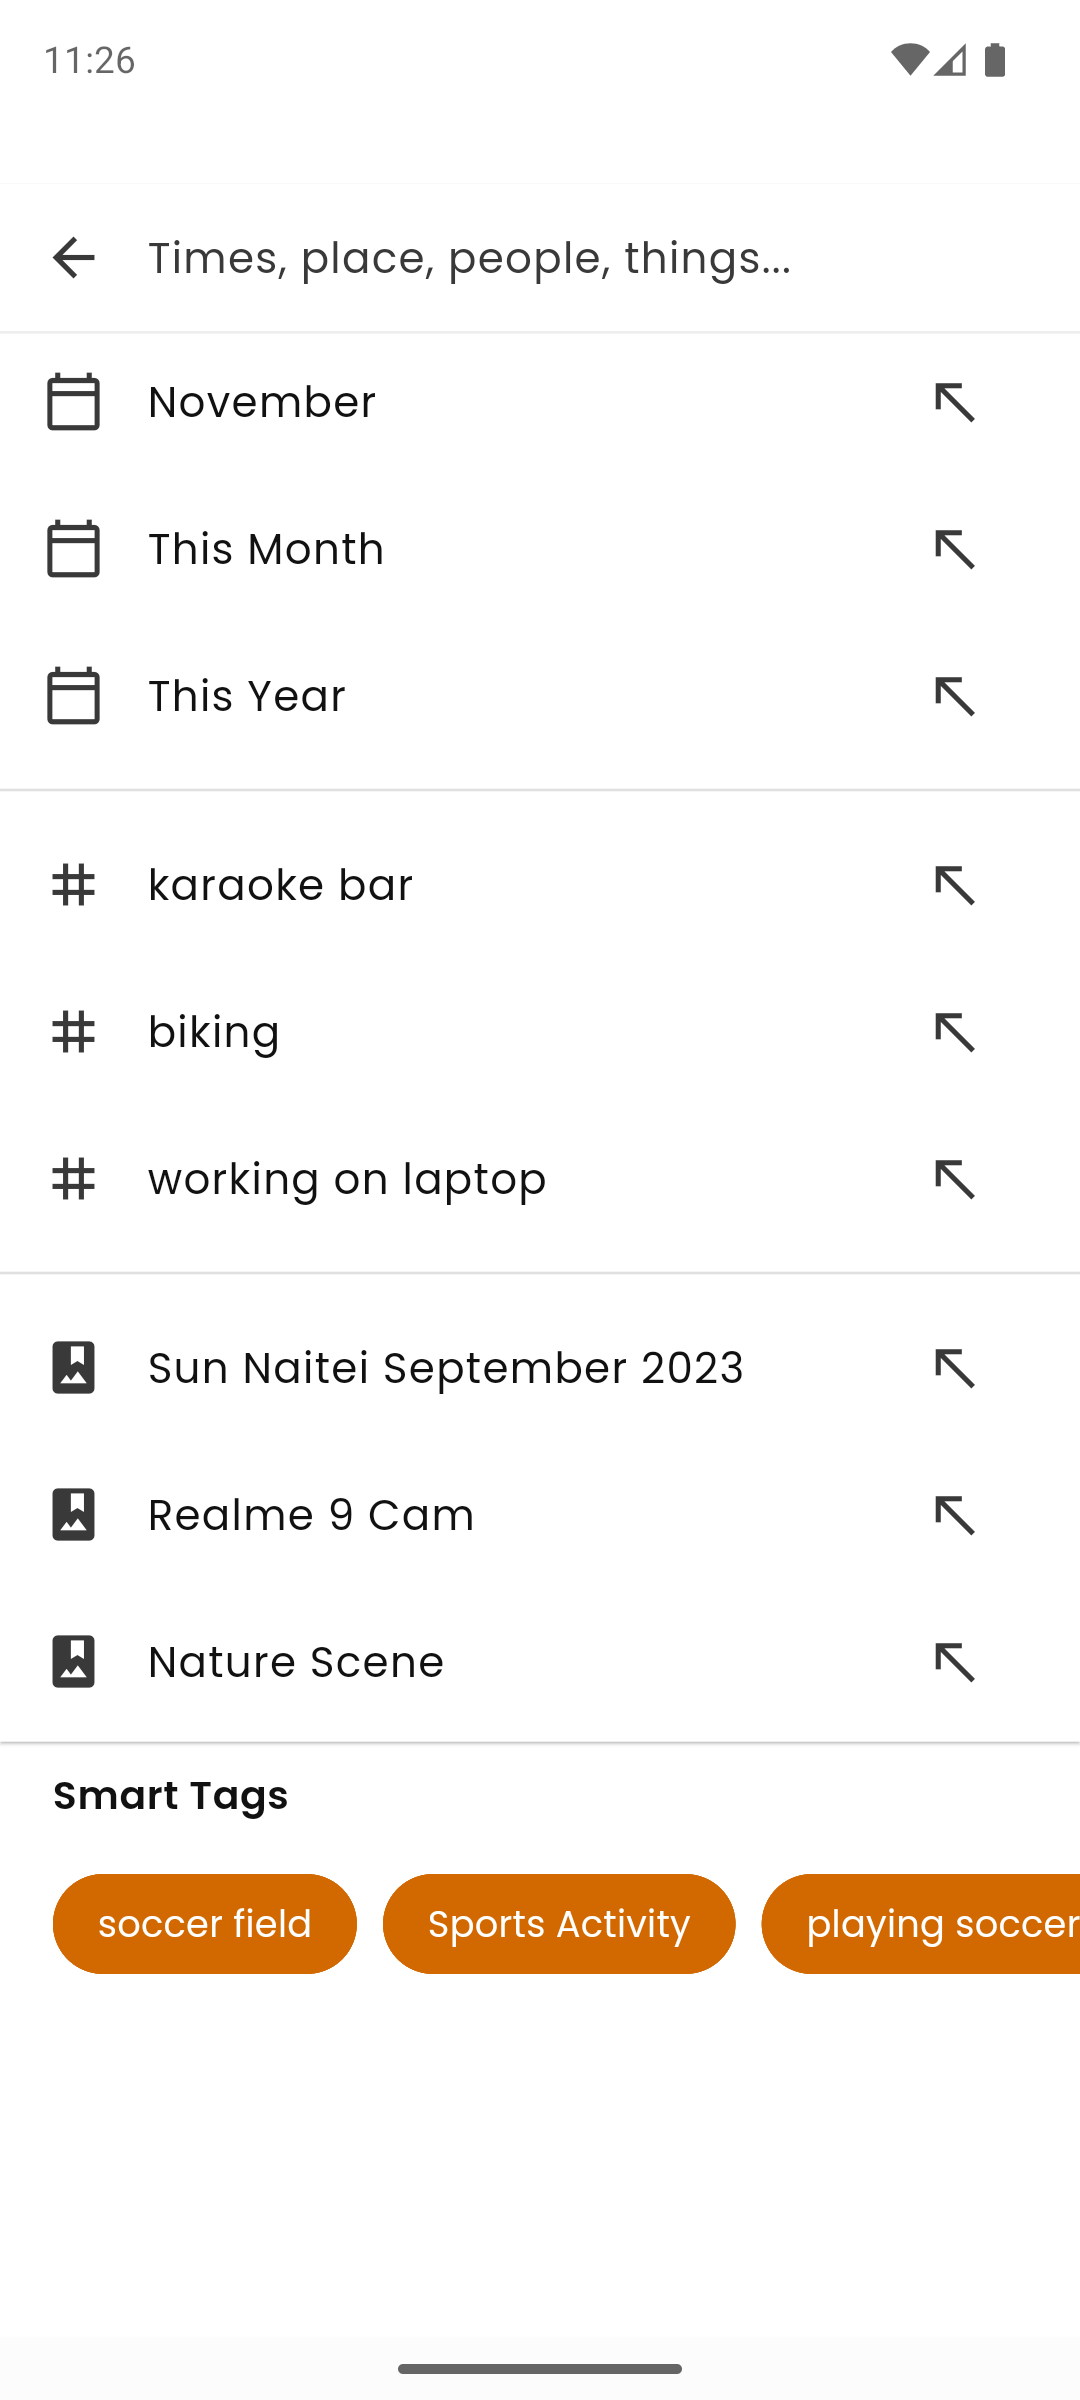 11:26
Times, place, people, things...
November
This Month
This Year
karaoke bar
biking
working on laptop
Sun Naitei September 2023
Realme 9 Cam
Nature Scene
Smart Tags
soccer field
Sports Activity
playing soccer